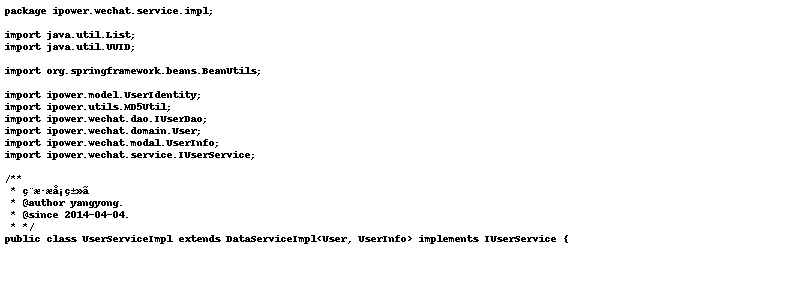 package ipower.wechat.service.impl;

import java.util.List;
import java.util.UUID;

import org.springframework.beans.BeanUtils;

import ipower.model.UserIdentity;
import ipower.utils.MD5Util;
import ipower.wechat.dao.IUserDao;
import ipower.wechat.domain.User;
import ipower.wechat.modal.UserInfo;
import ipower.wechat.service.IUserService;

/**
 * ç¨æ·æå¡ç±»ã
 * @author yangyong.
 * @since 2014-04-04.
 * */
public class UserServiceImpl extends DataServiceImpl<User, UserInfo> implements IUserService {